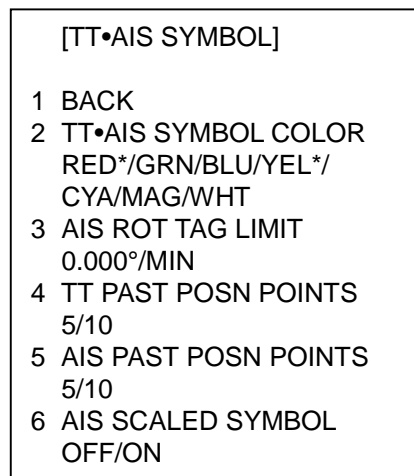 [TT•AIS SYMBOL]
1 BACK
2 TT•AIS SYMBOL COLOR
RED*/GRN/BLU/YEL*/
CYA/MAG/WHT
3 AIS ROT TAG LIMIT
0.000°/MIN
4 TT PAST POSN POINTS
5/10
5 AIS PAST POSN POINTS
5/10
6 AIS SCALED SYMBOL
OFF/ON